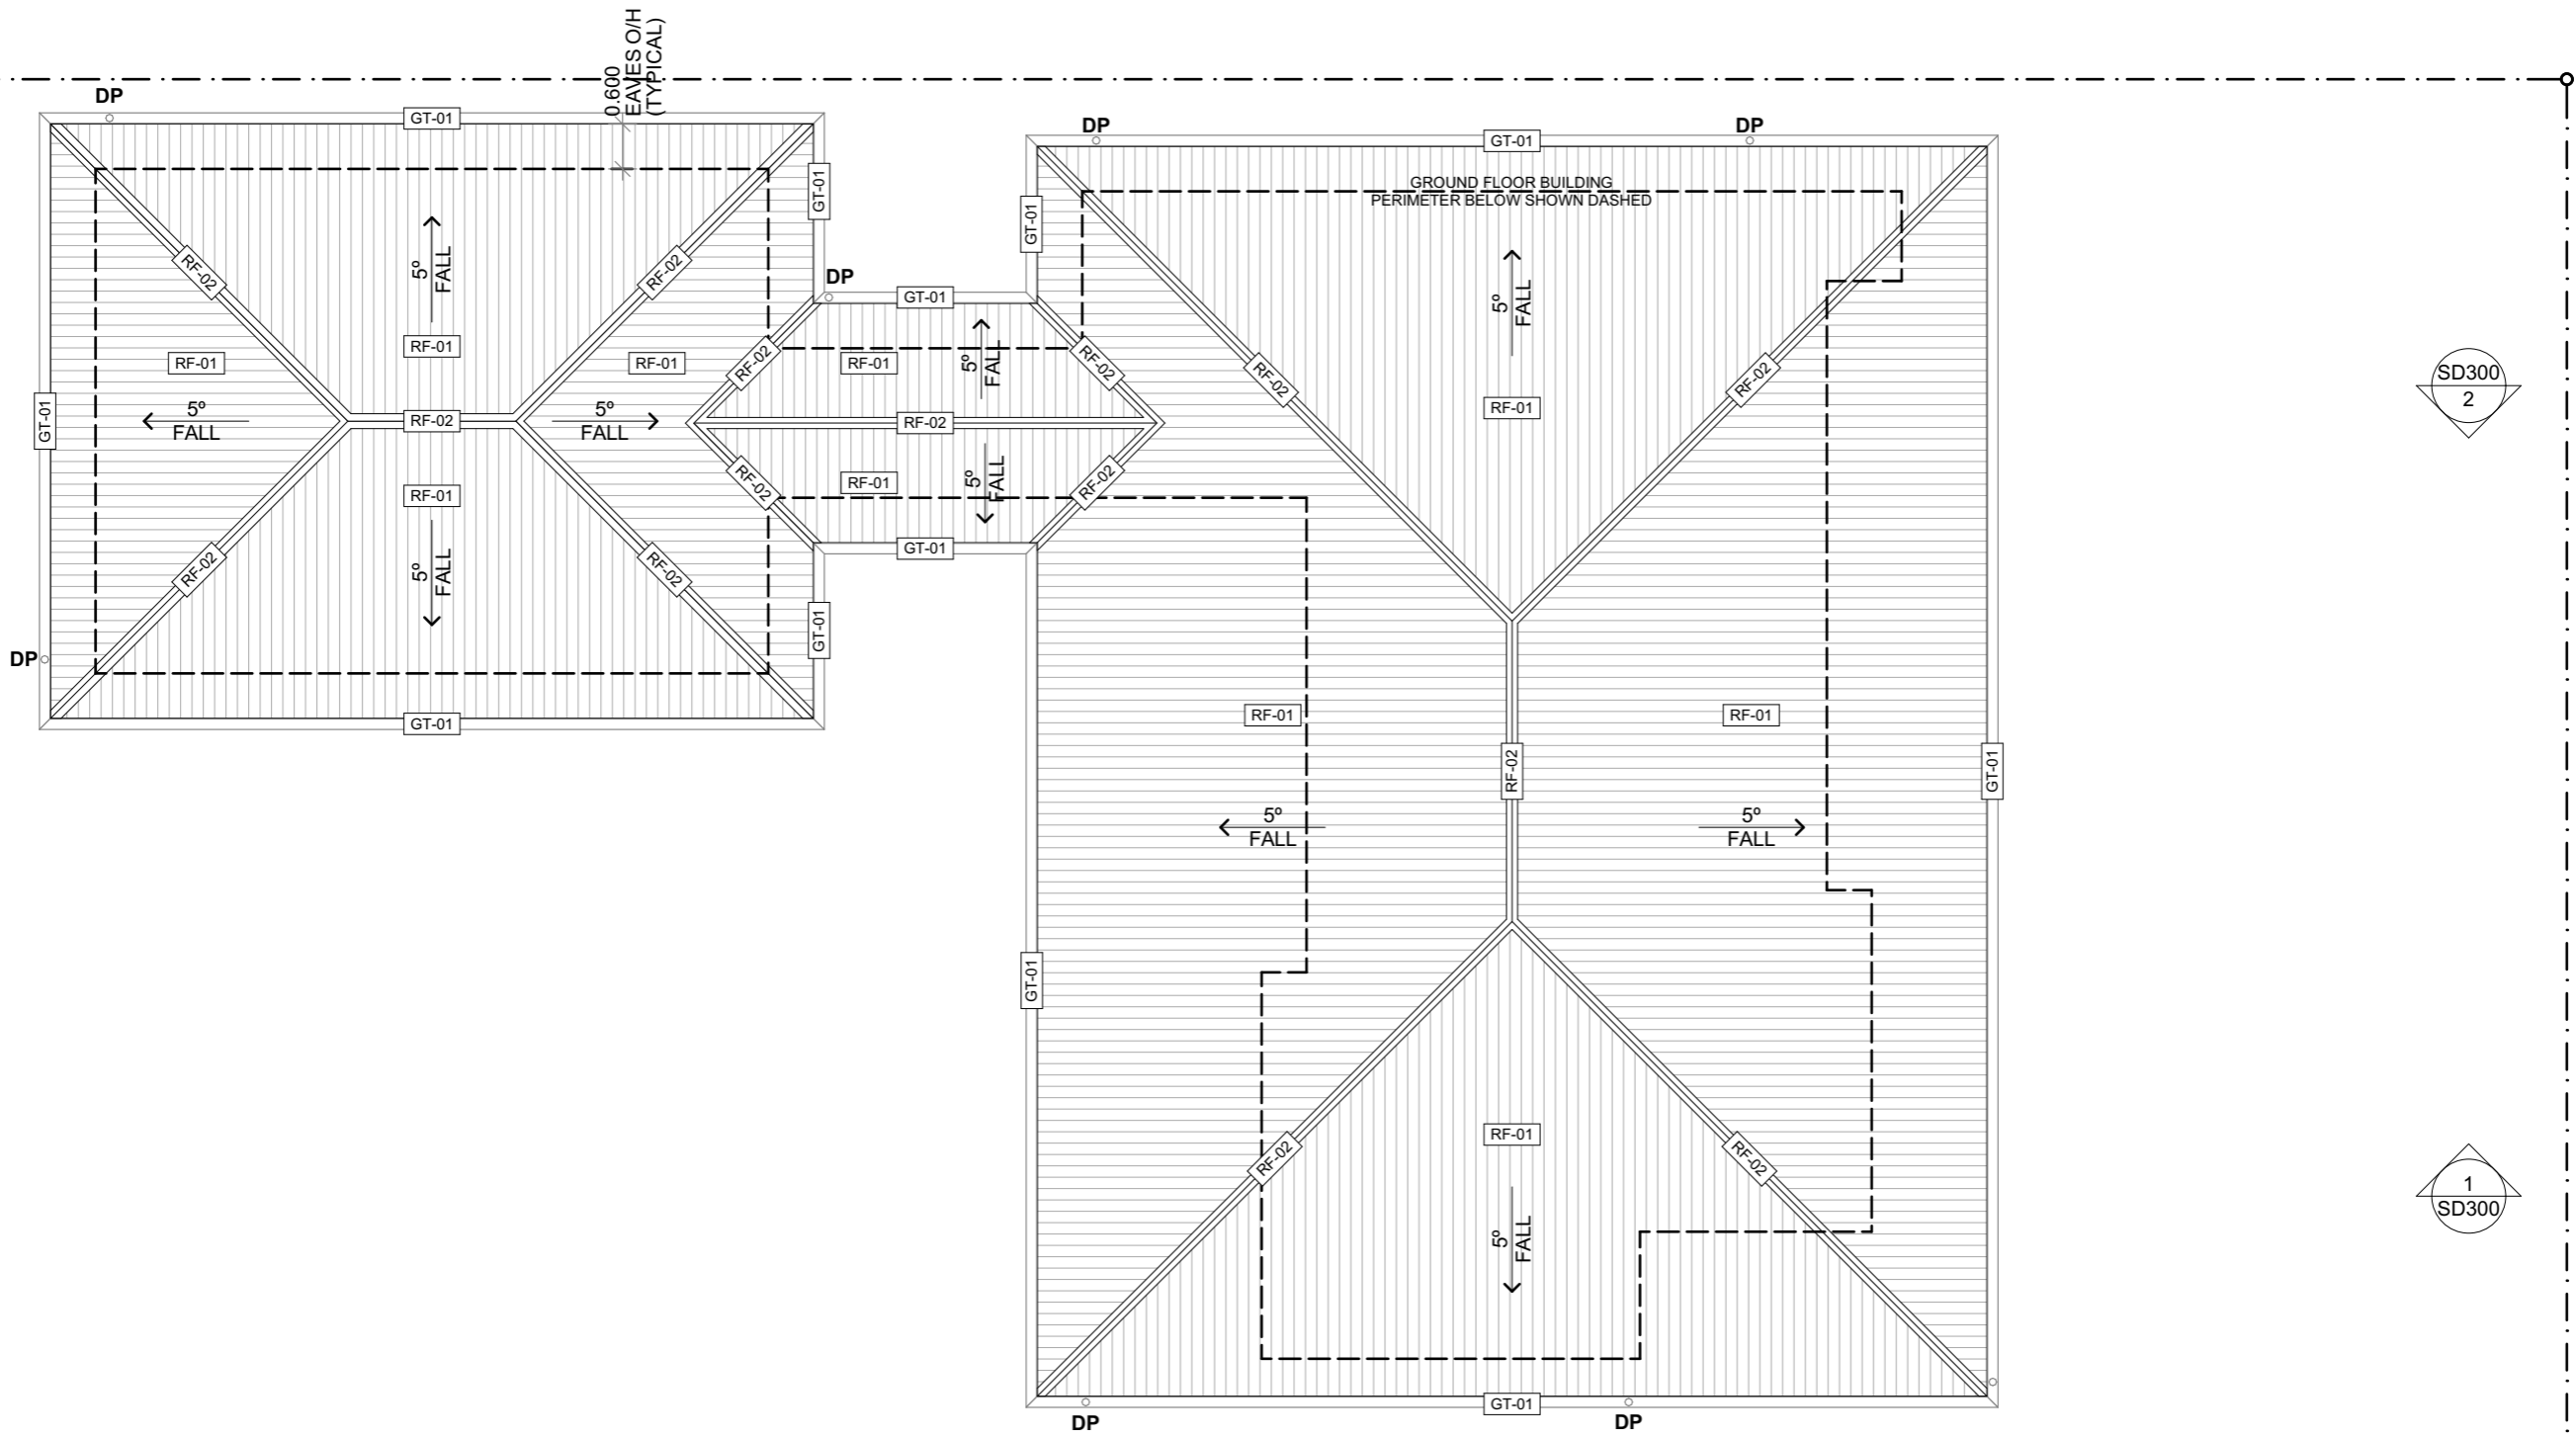 0.600
EAVES O/H
(TYPICAL)
DP
GT-01
DP
GT-01
DP
GT-01
GT-01
GROUND FLOOR BUILDING
PERIMETER BELOW SHOWN DASHED
RF-02
5º
FALL
RF-02
DP
GT-01
5º
FALL
RF-01
RF-01
RF-01
RF-02
RF-01
5º
FALL
RF-02
RF-02
RF-01
RF-02
SD300
2
GT-01
5º
FALL
RF-02
5º
FALL
RF-02
RF-01
RF-02
RF-01
5º
FALL
RF-02
RF-02
5º
FALL
RF-02
GT-01
RF-02
GT-01
DP
GT-01
RF-01
RF-01
RF-02
GT-01
5º
FALL
5º
FALL
GT-01
RF-01
RF-02
RF-02
1
SD300
5º
FALL
GT-01
DP
DP